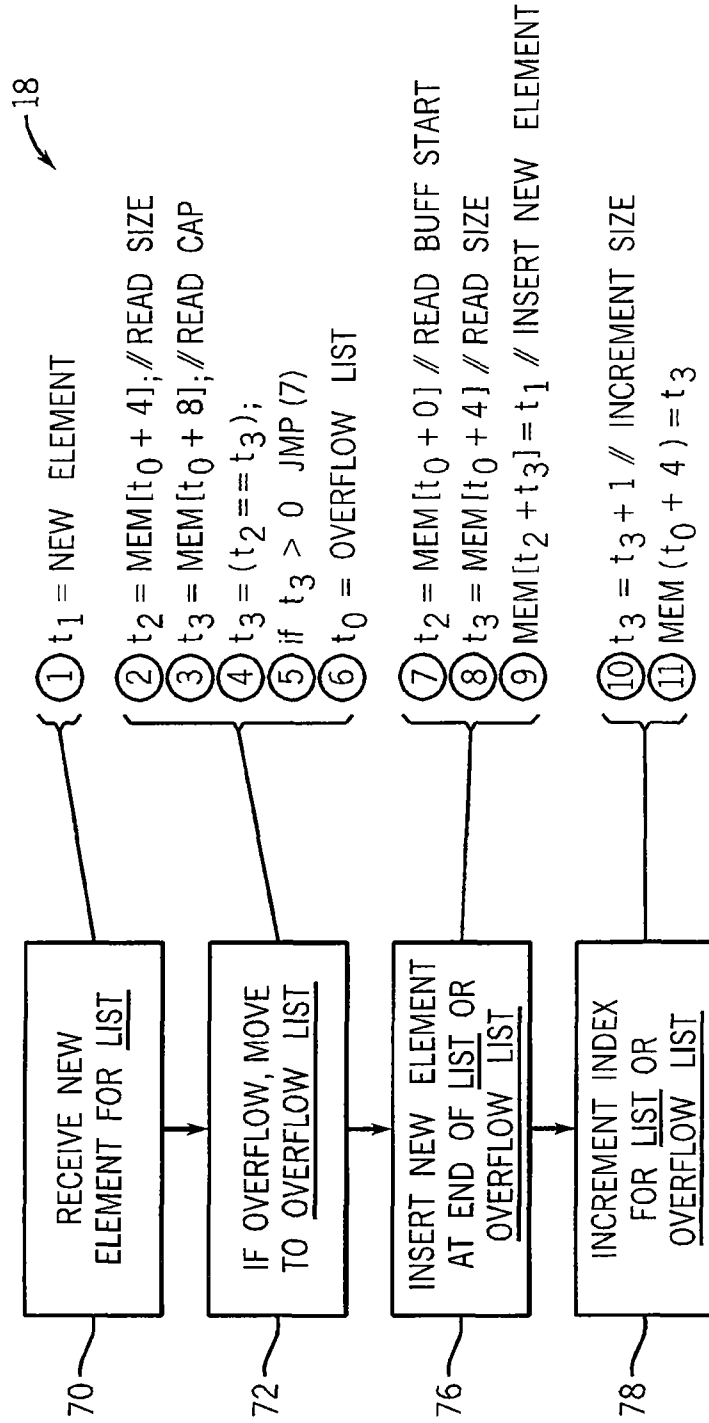 18
70
RECEIVE NEW
ELEMENT FOR LIST
① t₁ = NEW ELEMENT
72
IF OVERFLOW, MOVE
TO OVERFLOW LIST
② t₂ = MEM[t₀ + 4]; // READ SIZE
③ t₃ = MEM[t₀ + 8]; // READ CAP
④ t₃ = (t₂ == t₃);
⑤ if t₃ > 0 JMP (7)
⑥ t₀ = OVERFLOW LIST
76
INSERT NEW ELEMENT
AT END OF LIST OR
OVERFLOW LIST
⑦ t₂ = MEM[t₀ + 0] // READ BUFF START
⑧ t₃ = MEM[t₀ + 4] // READ SIZE
⑨ MEM[t₂ + t₃] = t₁ // INSERT NEW ELEMENT
78
INCREMENT INDEX
FOR LIST OR
OVERFLOW LIST
⑩ t₃ = t₃ + 1 // INCREMENT SIZE
⑪ MEM (t₀ + 4) = t₃